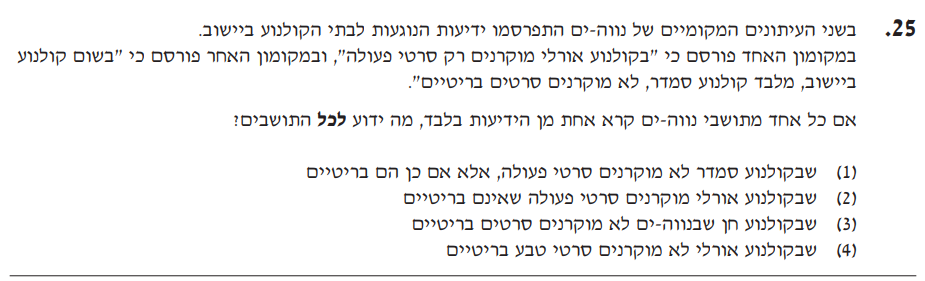 25. בשני העיתונים המקומיים של נווה-ים התפרסמו ידיעות הנוגעות לבתי הקולנוע ביישוב.
במקומון האחד פורסם כי "בקולנוע אורלי מוקרנים רק סרטי פעולה", ובמקומון האחר פורסם כי "בשום קולנוע
ביישוב, מלבד קולנוע סמדר, לא מוקרנים סרטים בריטיים".
אם כל אחד מתושבי נווה-ים קרא אחת מן הידיעות בלבד, מה ידוע לכל התושבים?
(1) שבקולנוע סמדר לא מוקרנים סרטי פעולה, אלא אם כן הם בריטיים
(2) שבקולנוע אורלי מוקרנים סרטי פעולה שאינם בריטיים
(3) שבקולנוע חן שבנווה-ים לא מוקרנים סרטים בריטיים
(4) שבקולנוע אורלי לא מוקרנים סרטי טבע בריטיים